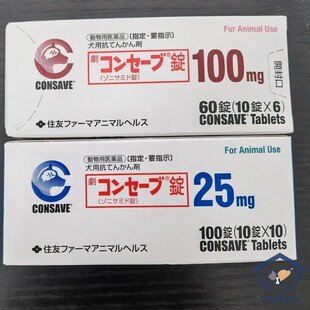 CONSAVE®
動物用医薬品 〔指定・要指示〕
犬用抗てんかん剤
For Animal Use
劇 コンセーブ®錠 100mg
(ゾニサミド錠)
開封口
60錠(10錠×6)
CONSAVE® Tablets
住友ファーマアニマルヘルス
CONSAVE®
動物用医薬品 〔指定・要指示〕
犬用抗てんかん剤
For Animal Use
劇 コンセーブ®錠 25mg
(ゾニサミド錠)
100錠(10錠×10)
CONSAVE® Tablets
住友ファーマアニマルヘルス